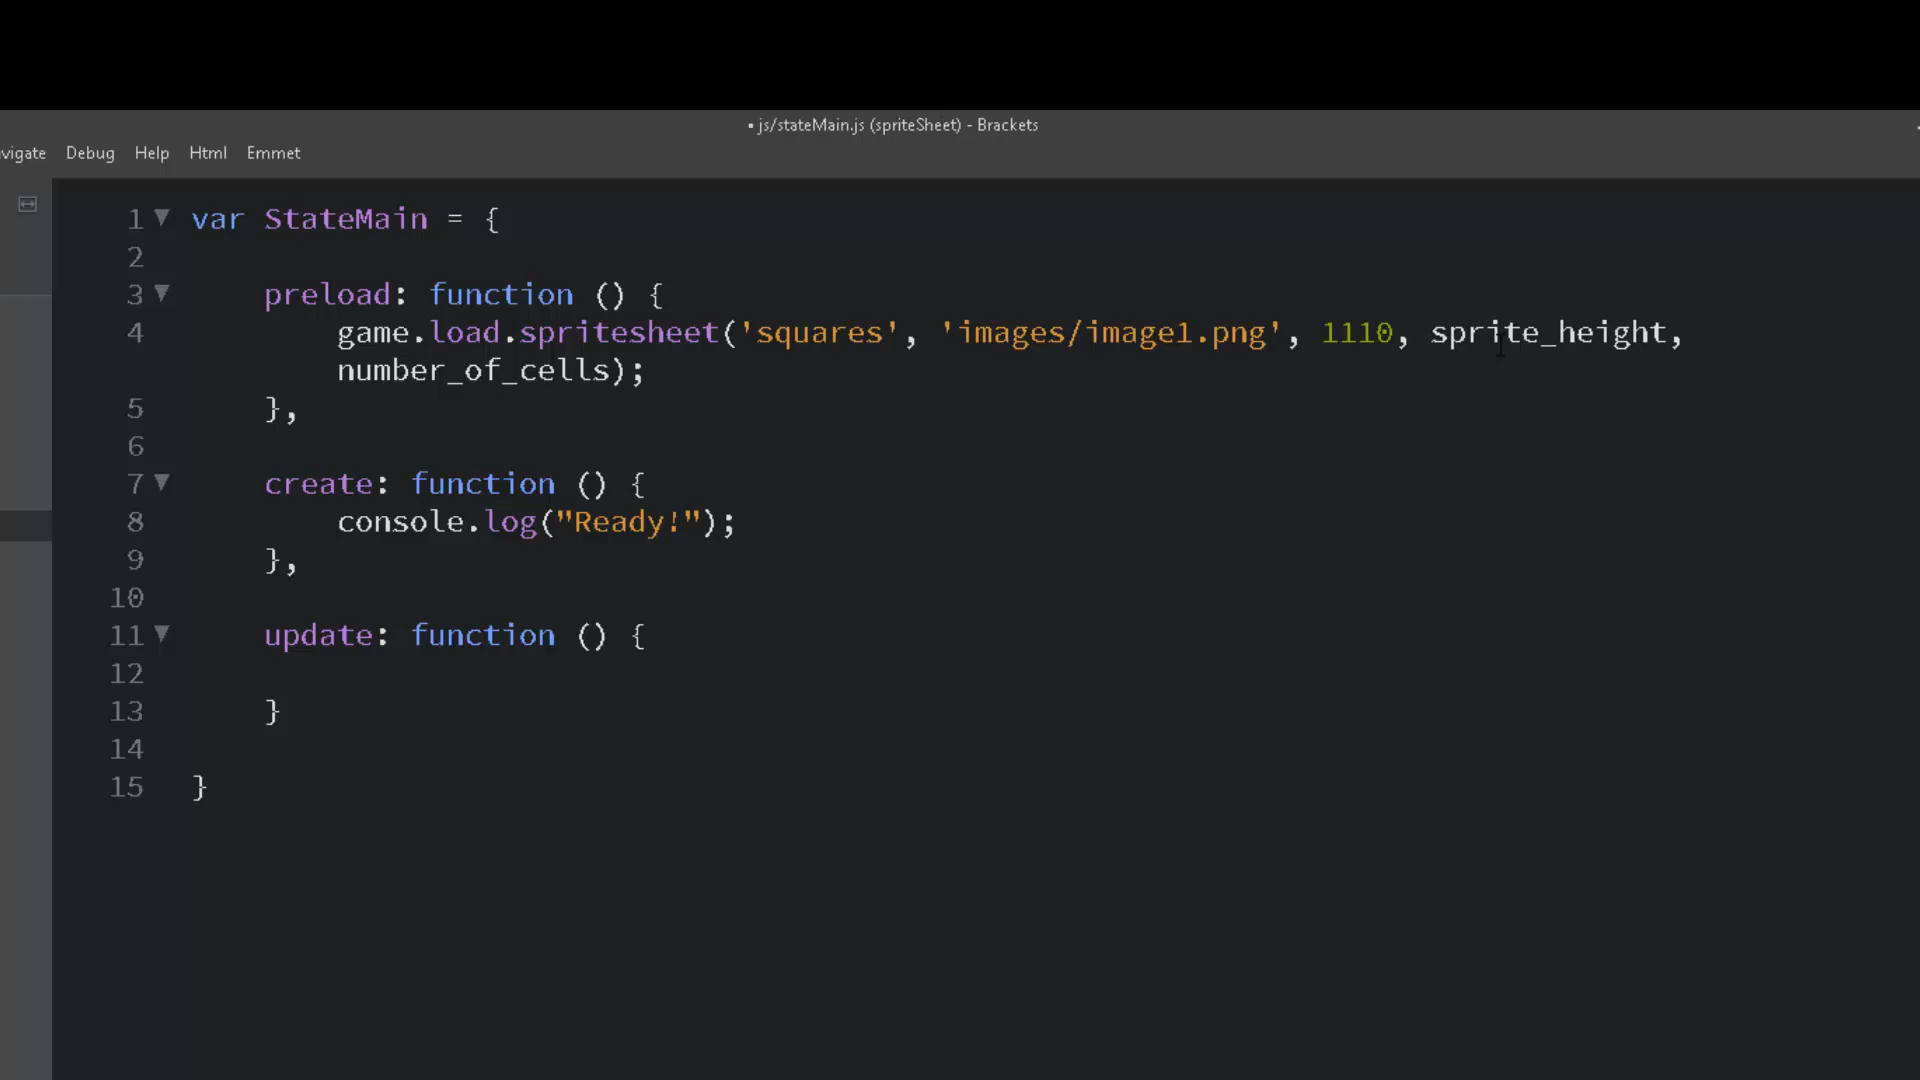 • js/stateMain.js (spriteSheet) - Brackets
vigate Debug Help Html Emmet
1 var StateMain = {
2
3 preload: function () {
4 game.load.spritesheet('squares', 'images/image1.png', 1110, sprite_height,
number_of_cells);
5 },
6
7 create: function () {
8 console.log("Ready!");
9 },
10
11 update: function () {
12
13 }
14
15 }